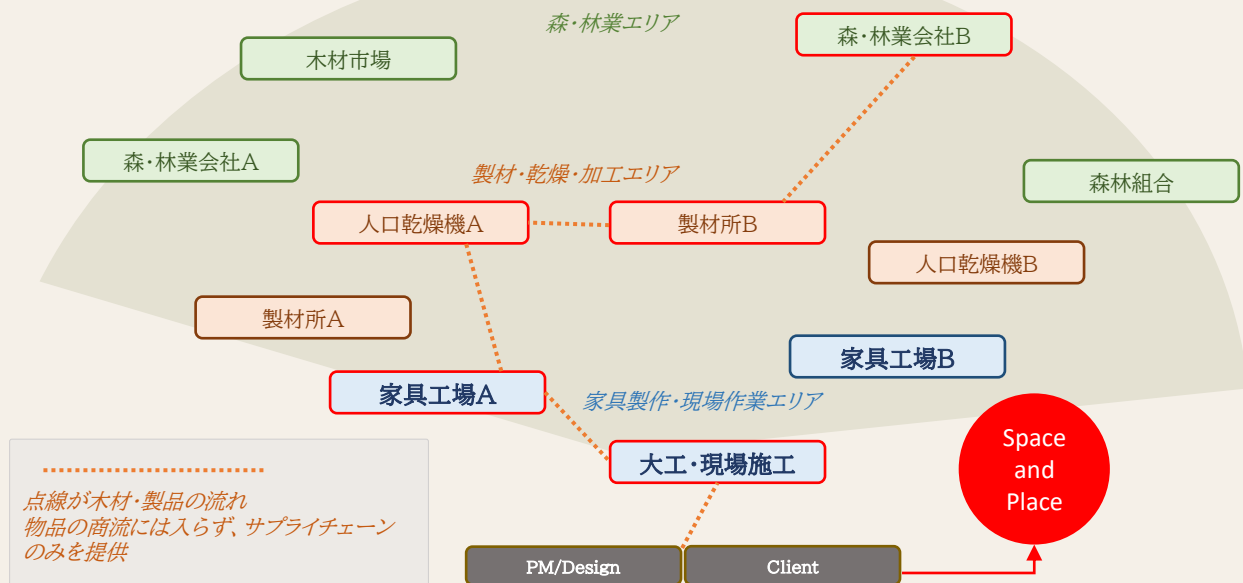 森・林業エリア
森・林業会社B
木材市場
森・林業会社A
製材・乾燥・加工エリア
森林組合
人口乾燥機A
製材所B
人口乾燥機B
製材所A
家具工場B
家具工場A
家具製作・現場作業エリア
大工・現場施工
Space
and
Place
点線が木材・製品の流れ
物品の商流には入らず、サプライチェーン
のみを提供
PM/Design
Client